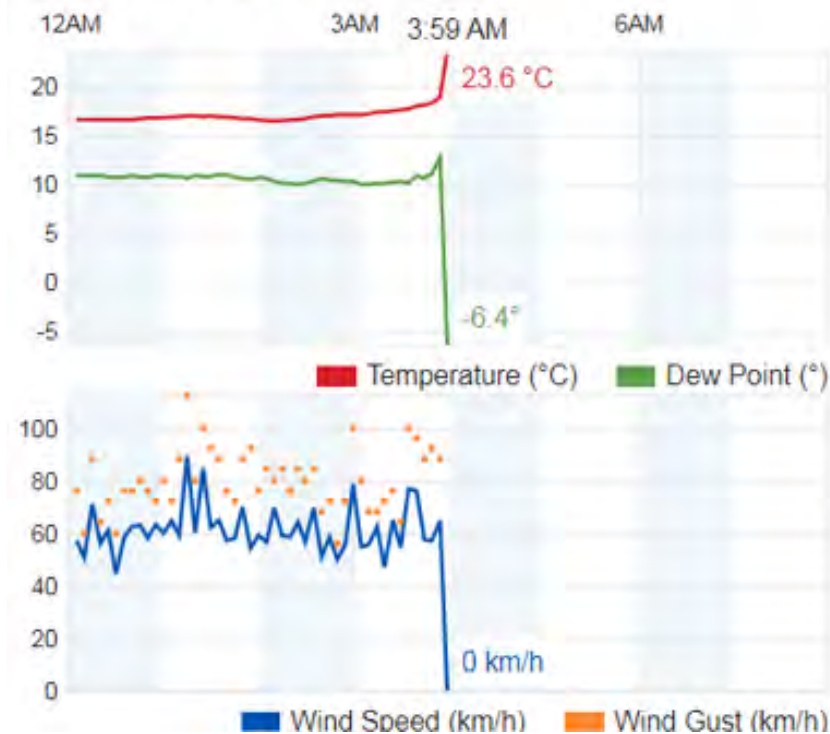 12AM 3AM 3:59 AM 6AM
20
23.6 °C
15
10
5
0
-5
-6.4°
Temperature (°C) Dew Point (°)
100
80
60
40
20
0 km/h
0
Wind Speed (km/h) Wind Gust (km/h)